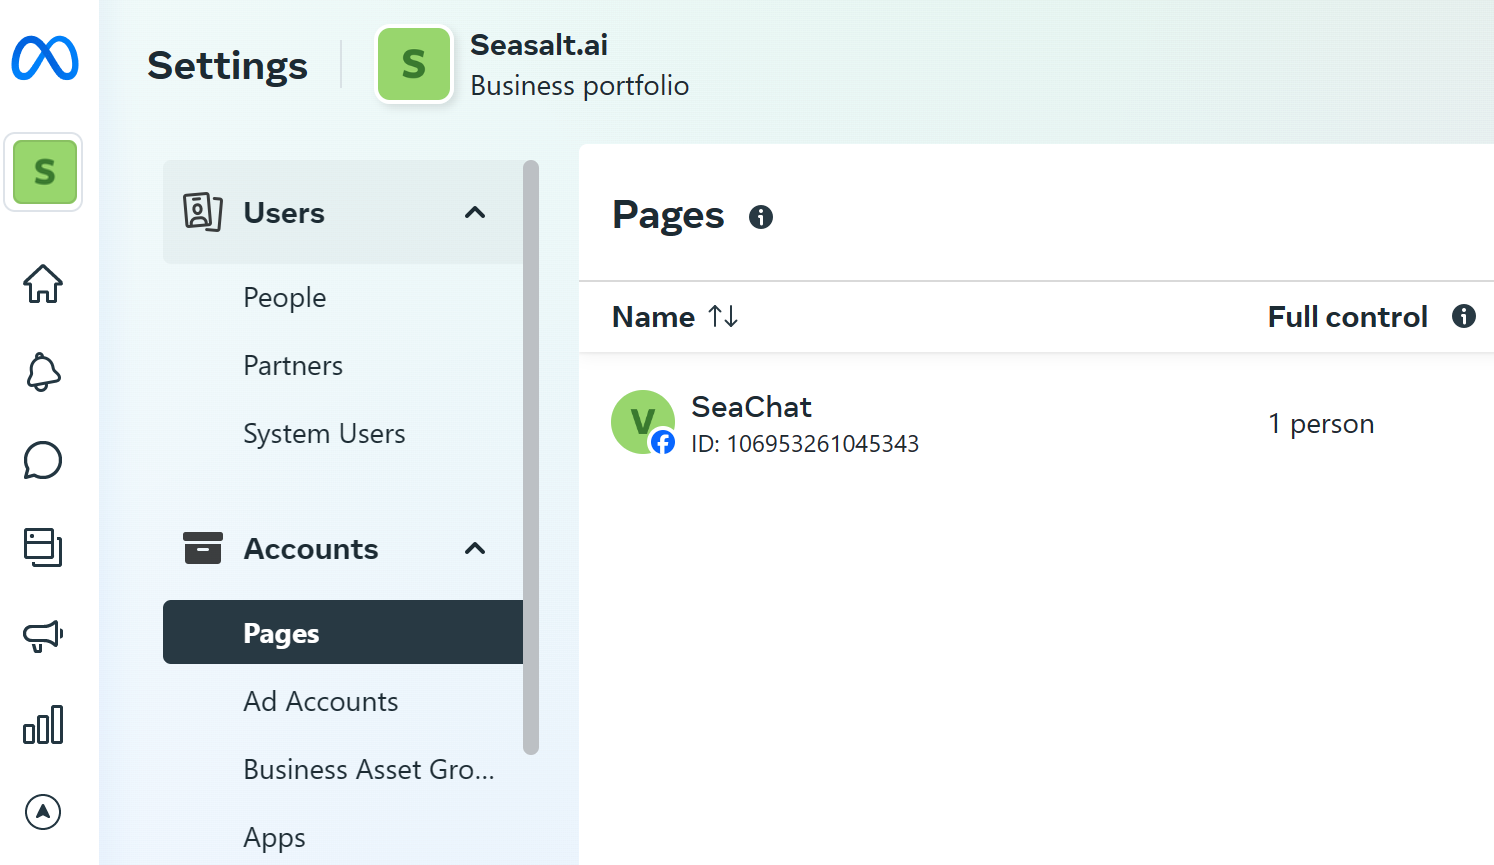 Settings
S
Seasalt.ai
Business portfolio
S
Users
People
Partners
System Users
Accounts
Pages
Ad Accounts
Business Asset Gro...
Apps
Pages
Name
Full control
V
SeaChat
ID: 106953261045343
1 person